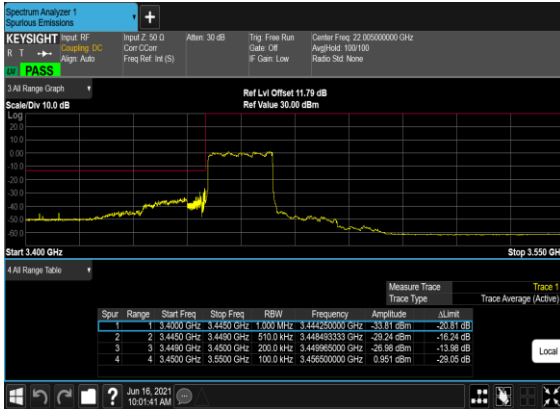 Spectrum Analyzer 1
Spurious Emissions
+
KEYSIGHT Input: RF Input Z: 50 Ω Atten: 30 dB Trig: Free Run Center Freq: 22.005000000 GHz
R T Coupling: DC Corr CCorr Gate: Off Avg|Hold: 100/100
Align: Auto Freq Ref: Int (S) IF Gain: Low Radio Std: None
PASS
3 All Range Graph
Ref Lvl Offset 11.79 dB
Scale/Div 10.0 dB Ref Value 30.00 dBm
Log
20.0
10.0
0.00
-10.0
-20.0
-30.0
-40.0
-50.0
-60.0
Start 3.400 GHz Stop 3.550 GH
4 All Range Table
Measure Trace Trace 1
Trace Type Trace Average (Active)
Spur Range Start Freq Stop Freq RBW Frequency Amplitude ΔLimit
1 1 3.4000 GHz 3.4450 GHz 1.000 MHz 3.444250000 GHz -33.81 dBm -20.81 dB
2 2 3.4450 GHz 3.4490 GHz 510.0 kHz 3.448493333 GHz -29.24 dBm -16.24 dB
3 3 3.4490 GHz 3.4500 GHz 200.0 kHz 3.449965000 GHz -26.98 dBm -13.98 dB
4 4 3.4500 GHz 3.5500 GHz 100.0 kHz 3.456500000 GHz 0.951 dBm -29.05 dB
Local
?
Jun 16, 2021
10:01:41 AM